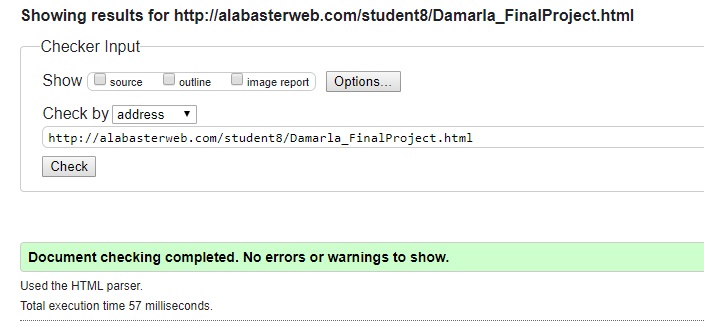 Showing results for http://alabasterweb.com/student8/Damarla_FinalProject.html
Checker Input
Show source outline image report Options...
Check by address
http://alabasterweb.com/student8/Damarla_FinalProject.html
Check
Document checking completed. No errors or warnings to show.
Used the HTML parser.
Total execution time 57 milliseconds.